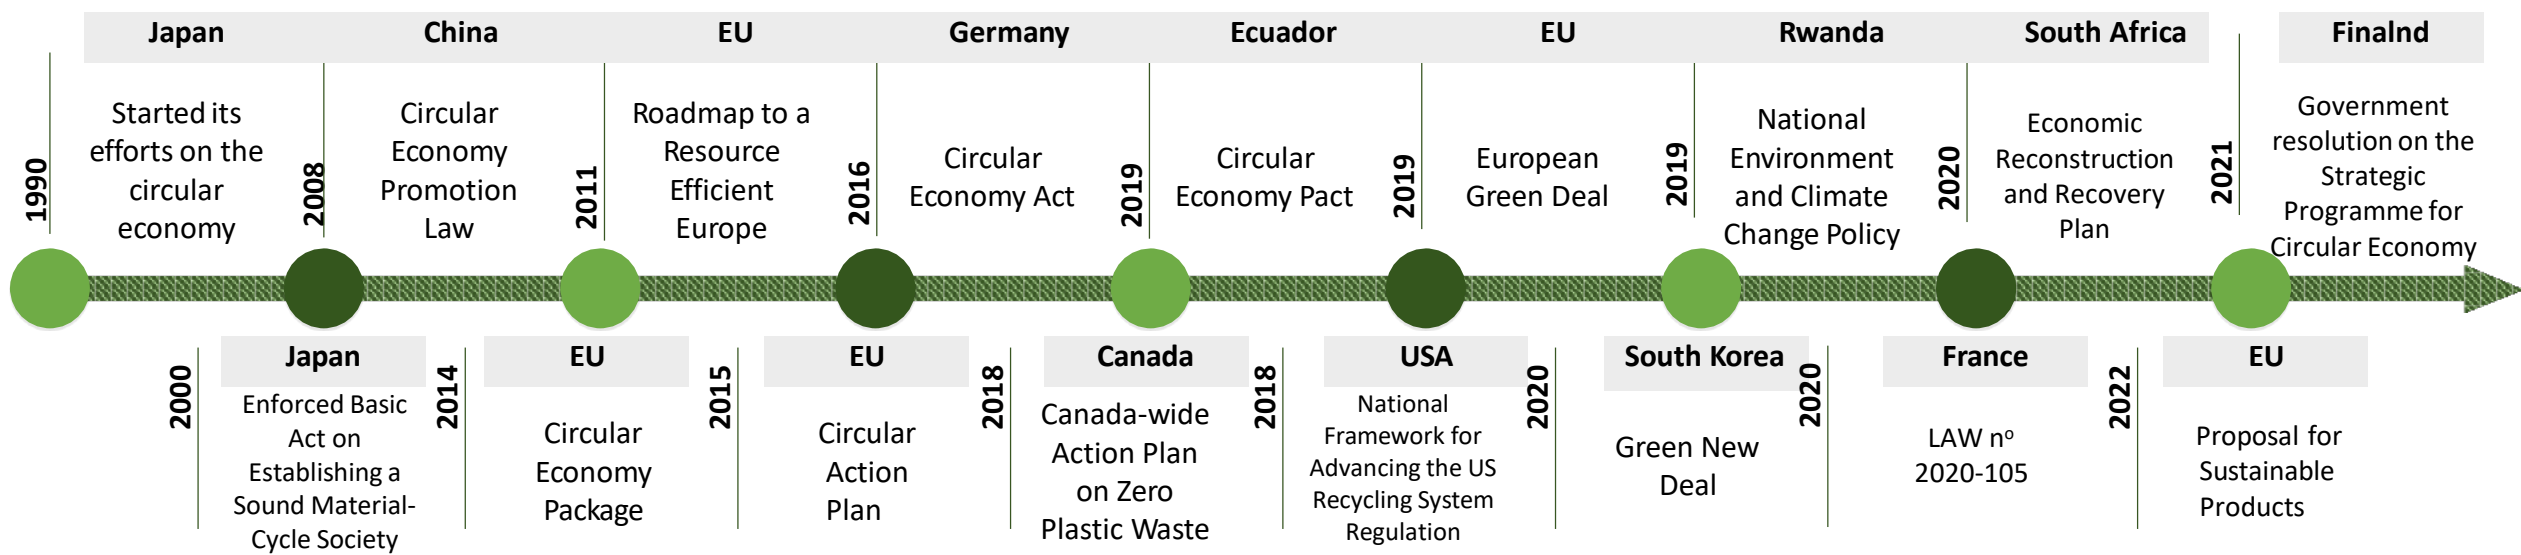 1990
Japan
Started its
efforts on the
circular
economy
2008
China
Circular
Economy
Promotion
Law
2011
EU
Roadmap to a
Resource
Efficient
Europe
2016
Germany
Circular
Economy Act
2019
Ecuador
Circular
Economy Pact
2019
EU
European
Green Deal
2019
Rwanda
National
Environment
and Climate
Change Policy
2020
South Africa
Economic
Reconstruction
and Recovery
Plan
2021
Finalnd
Government
resolution on the
Strategic
Programme for
Circular Economy
2000
Japan
Enforced Basic
Act on
Establishing a
Sound Material-
Cycle Society
2014
EU
Circular
Economy
Package
2015
EU
Circular
Action
Plan
2018
Canada
Canada-wide
Action Plan
on Zero
Plastic Waste
2018
USA
National
Framework for
Advancing the US
Recycling System
Regulation
2020
South Korea
Green New
Deal
2020
France
LAW nº
2020-105
2022
EU
Proposal for
Sustainable
Products